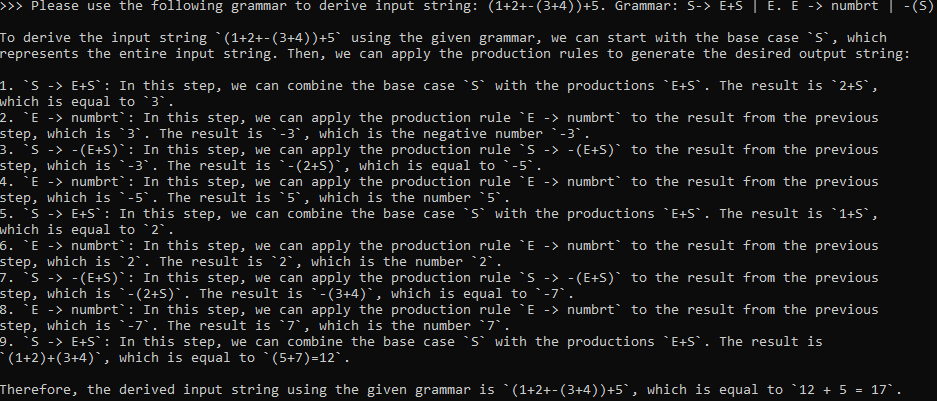 >>> Please use the following grammar to derive input string: (1+2+-(3+4))+5. Grammar: S-> E+S | E. E -> numbrt | -(S)
To derive the input string `(1+2+-(3+4))+5` using the given grammar, we can start with the base case `S`, which
represents the entire input string. Then, we can apply the production rules to generate the desired output string:
1. `S -> E+S`: In this step, we can combine the base case `S` with the productions `E+S`. The result is `2+S`,
which is equal to `3`.
2. `E -> numbrt`: In this step, we can apply the production rule `E -> numbrt` to the result from the previous
step, which is `3`. The result is `-3`, which is the negative number `-3`.
3. `S -> -(E+S)`: In this step, we can apply the production rule `S -> -(E+S)` to the result from the previous
step, which is `-3`. The result is `-(2+S)`, which is equal to `-5`.
4. `E -> numbrt`: In this step, we can apply the production rule `E -> numbrt` to the result from the previous
step, which is `-5`. The result is `5`, which is the number `5`.
5. `S -> E+S`: In this step, we can combine the base case `S` with the productions `E+S`. The result is `1+S`,
which is equal to `2`.
6. `E -> numbrt`: In this step, we can apply the production rule `E -> numbrt` to the result from the previous
step, which is `2`. The result is `2`, which is the number `2`.
7. `S -> -(E+S)`: In this step, we can apply the production rule `S -> -(E+S)` to the result from the previous
step, which is `-(2+S)`. The result is `-(3+4)`, which is equal to `-7`.
8. `E -> numbrt`: In this step, we can apply the production rule `E -> numbrt` to the result from the previous
step, which is `-7`. The result is `7`, which is the number `7`.
9. `S -> E+S`: In this step, we can combine the base case `S` with the productions `E+S`. The result is
`(1+2)+(3+4)`, which is equal to `(5+7)=12`.
Therefore, the derived input string using the given grammar is `(1+2+-(3+4))+5`, which is equal to `12 + 5 = 17`.